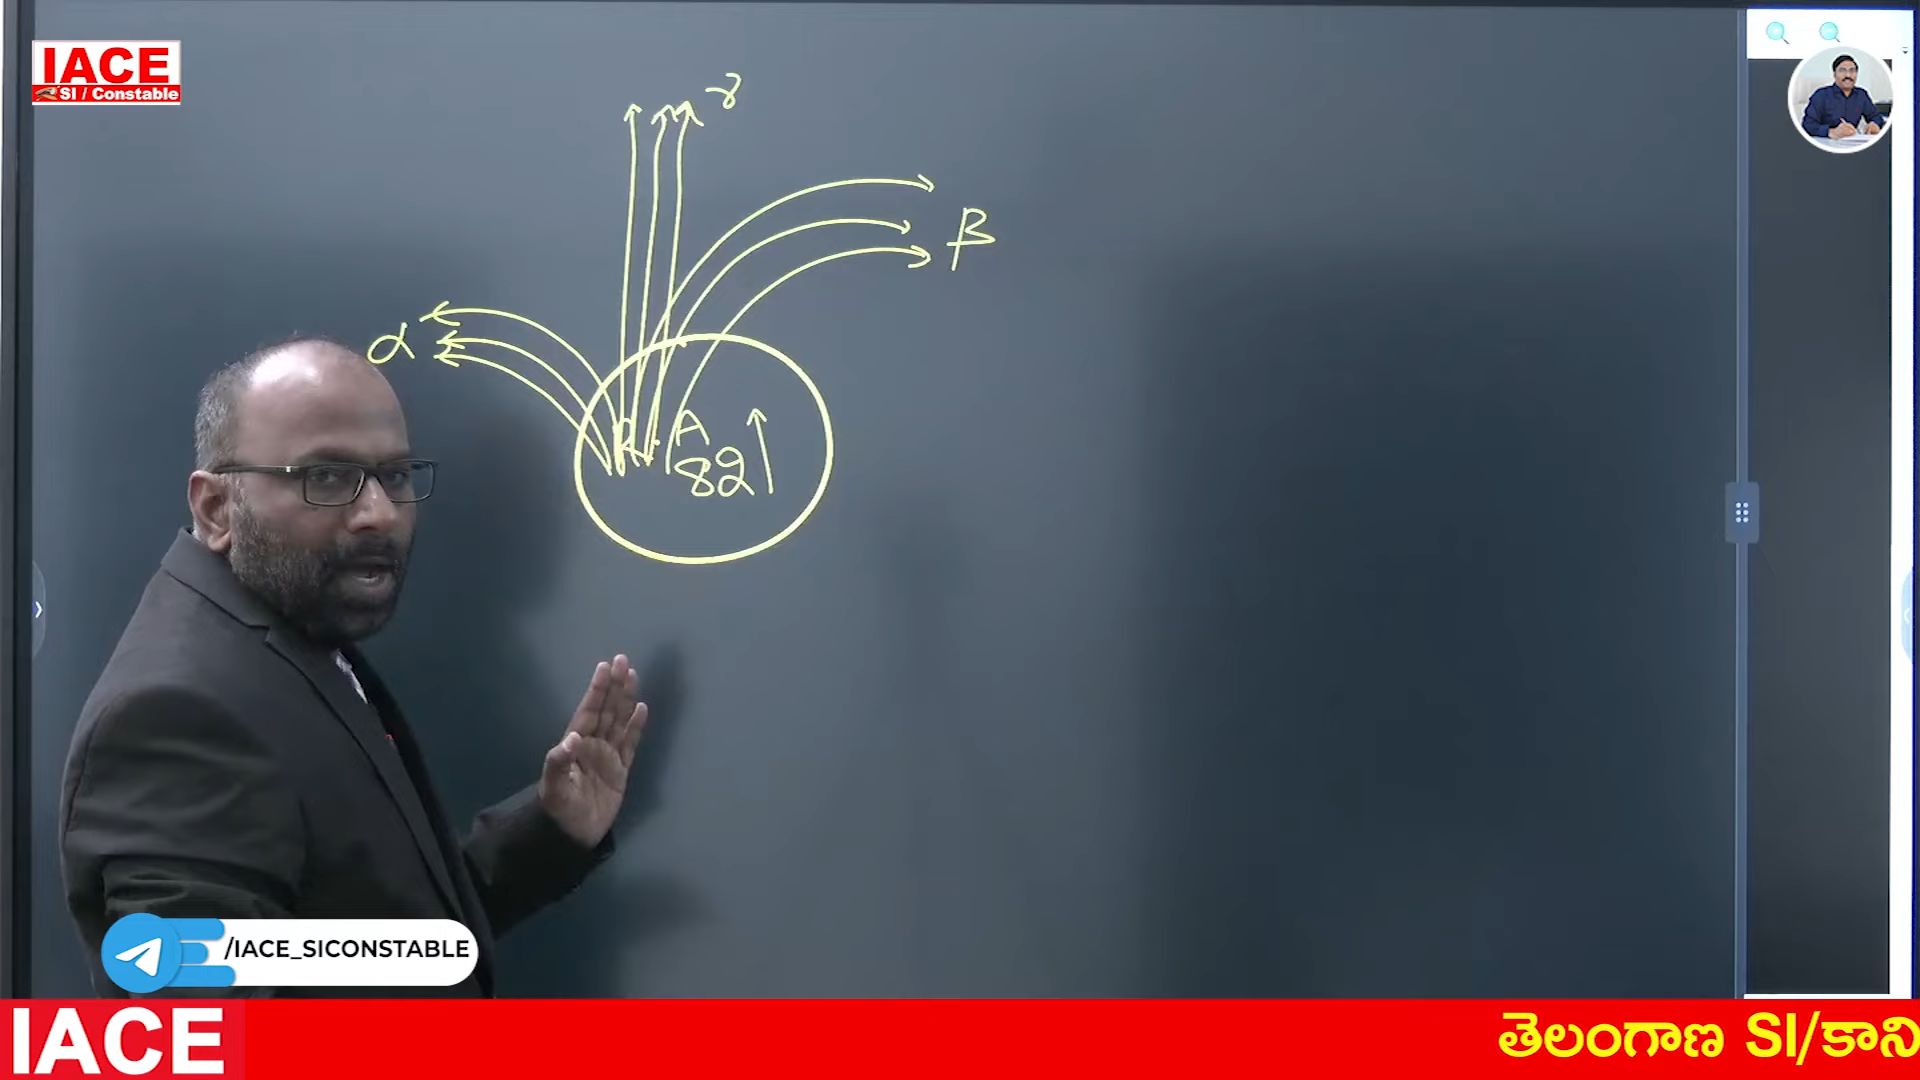 IACE
SI / Constable
γ
β
α
R. A
82↑
/IACE_SICONSTABLE
IACE
తెలంగాణ SI/కాని